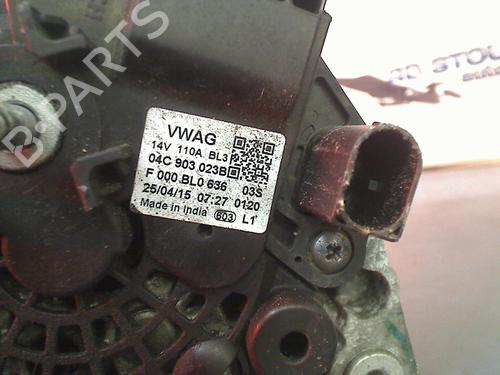 VWAG
14V 110A BL3
04C 903 023B
F 000 BL0 636 03S
25/04/15 07:27 0120
Made in India 603 L1
B-PARTS